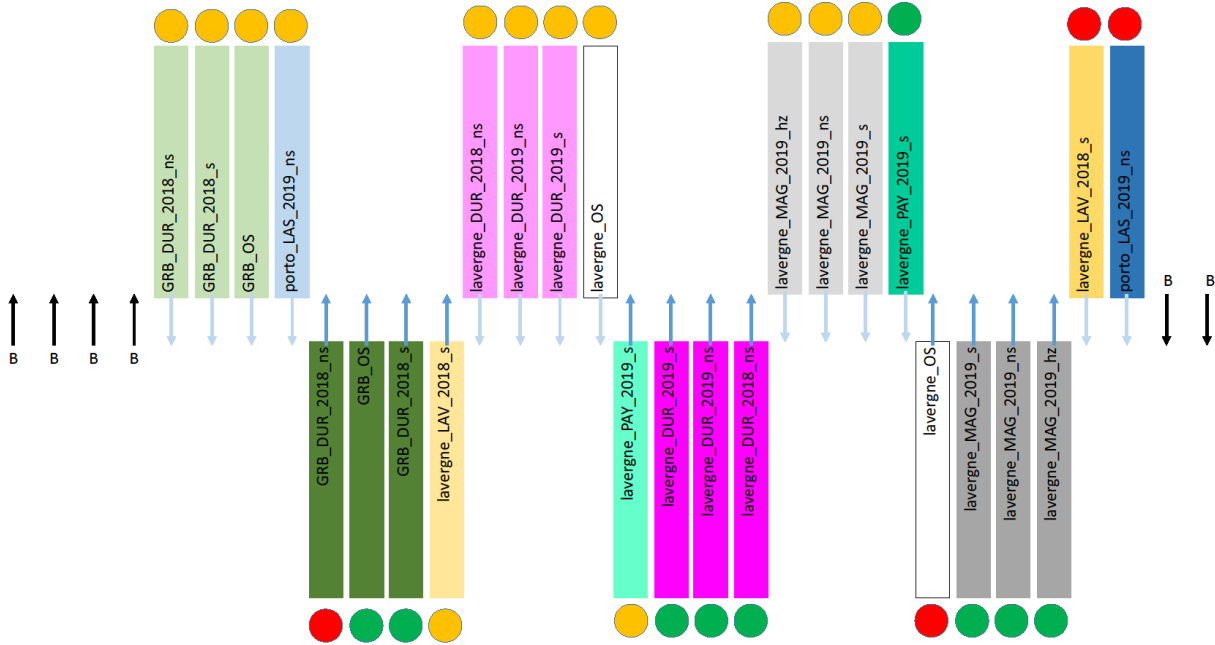 GRB_DUR_2018_ns
GRB_DUR_2018_s
GRB_OS
porto_LAS_2019_ns
lavergne_DUR_2018_ns
lavergne_DUR_2019_ns
lavergne_DUR_2019_s
lavergne_OS
lavergne_MAG_2019_hz
lavergne_MAG_2019_ns
lavergne_MAG_2019_s
lavergne_PAY_2019_s
lavergne_LAV_2018_s
porto_LAS_2019_ns
B
B
B
B
B
B
GRB_DUR_2018_ns
GRB_OS
GRB_DUR_2018_s
lavergne_LAV_2018_s
lavergne_PAY_2019_s
lavergne_DUR_2019_s
lavergne_DUR_2019_ns
lavergne_DUR_2018_ns
lavergne_OS
lavergne_MAG_2019_s
lavergne_MAG_2019_ns
lavergne_MAG_2019_hz